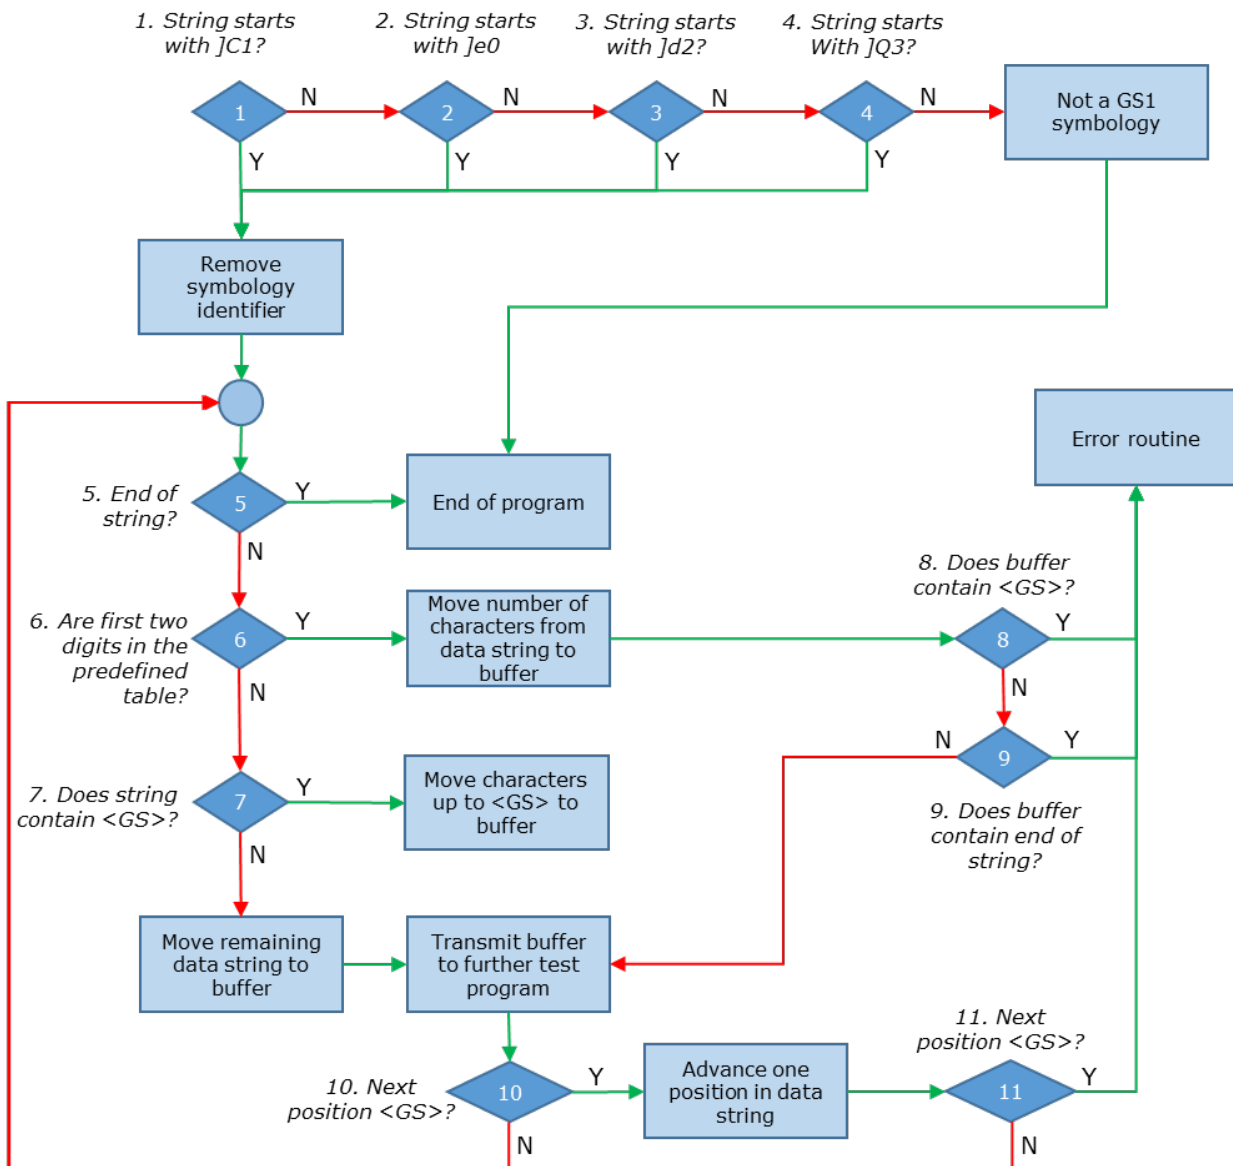 1. String starts
with ]C1?
2. String starts
with ]e0
3. String starts
with ]d2?
4. String starts
With ]Q3?
1
N
2
N
3
N
4
N
Not a GS1
symbology
Y
Y
Y
Y
Remove
symbology
identifier
Error routine
5. End of
string?
5
Y
End of program
N
6. Are first two
digits in the
predefined
table?
6
Y
Move number of
characters from
data string to
buffer
8. Does buffer
contain <GS>?
8
Y
N
N
7. Does string
contain <GS>?
7
Y
Move characters
up to <GS> to
buffer
N
9
Y
9. Does buffer
contain end of
string?
N
Move remaining
data string to
buffer
Transmit buffer
to further test
program
10. Next
position <GS>?
10
Y
Advance one
position in data
string
11. Next
position <GS>?
11
Y
N
N